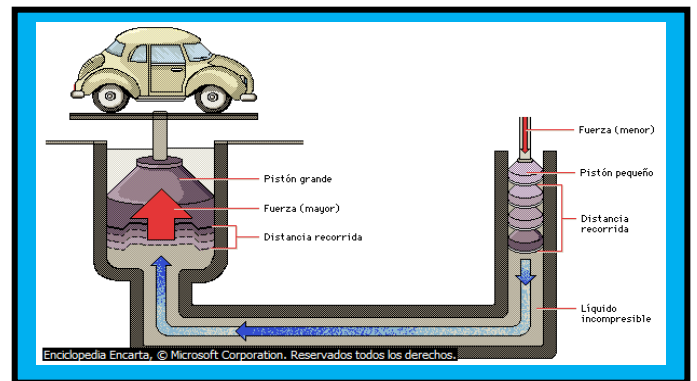 Fuerza (menor)
Pistón grande
Pistón pequeño
Fuerza (mayor)
Distancia recorrida
Distancia
recorrida
Líquido
incompresible
Enciclopedia Encarta, © Microsoft Corporation. Reservados todos los derechos.